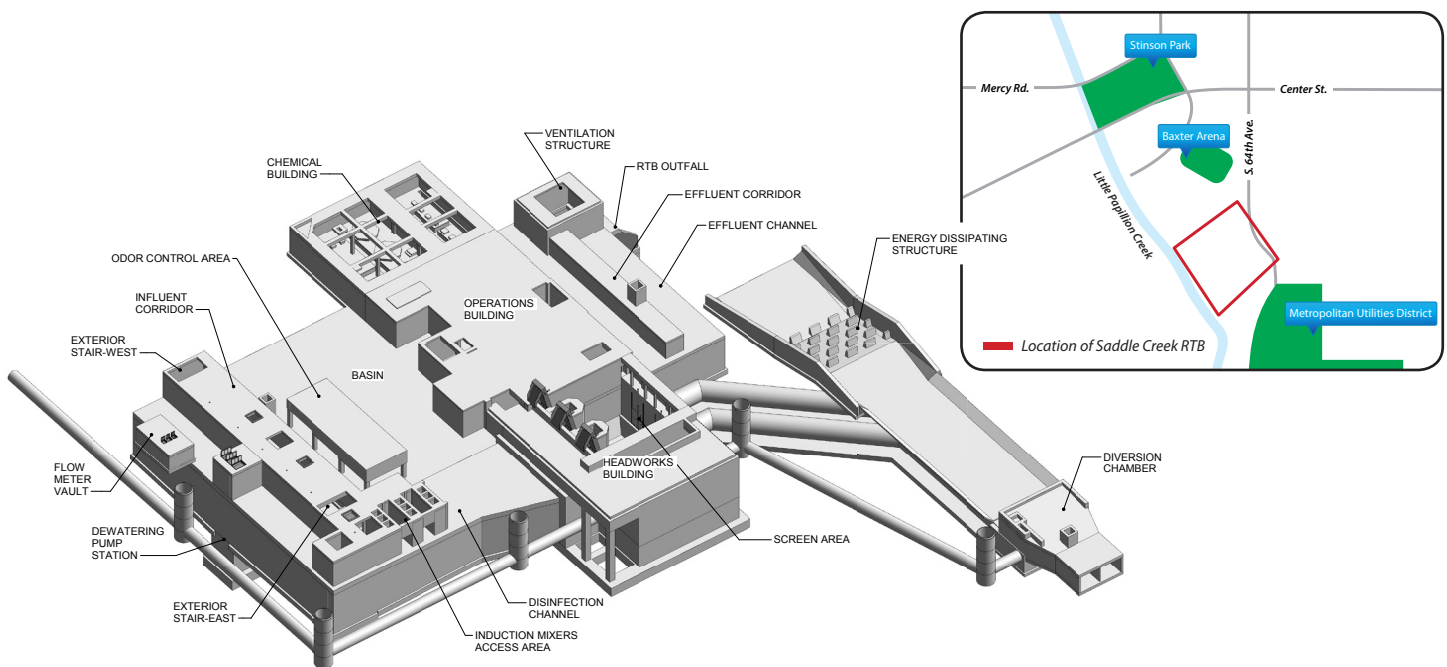 VENTILATION
STRUCTURE
CHEMICAL
BUILDING
RTB OUTFALL
EFFLUENT CORRIDOR
EFFLUENT CHANNEL
ODOR CONTROL AREA
INFLUENT
CORRIDOR
EXTERIOR
STAIR-WEST
OPERATIONS
BUILDING
BASIN
ENERGY DISSIPATING
STRUCTURE
FLOW
METER
VAULT
HEADWORKS
BUILDING
DIVERSION
CHAMBER
DEWATERING
PUMP
STATION
SCREEN AREA
EXTERIOR
STAIR-EAST
DISINFECTION
CHANNEL
INDUCTION MIXERS
ACCESS AREA
Stinson Park
Mercy Rd.
Center St.
Baxter Arena
S. 64th Ave.
Little Papillion Creek
Metropolitan Utilities District
Location of Saddle Creek RTB